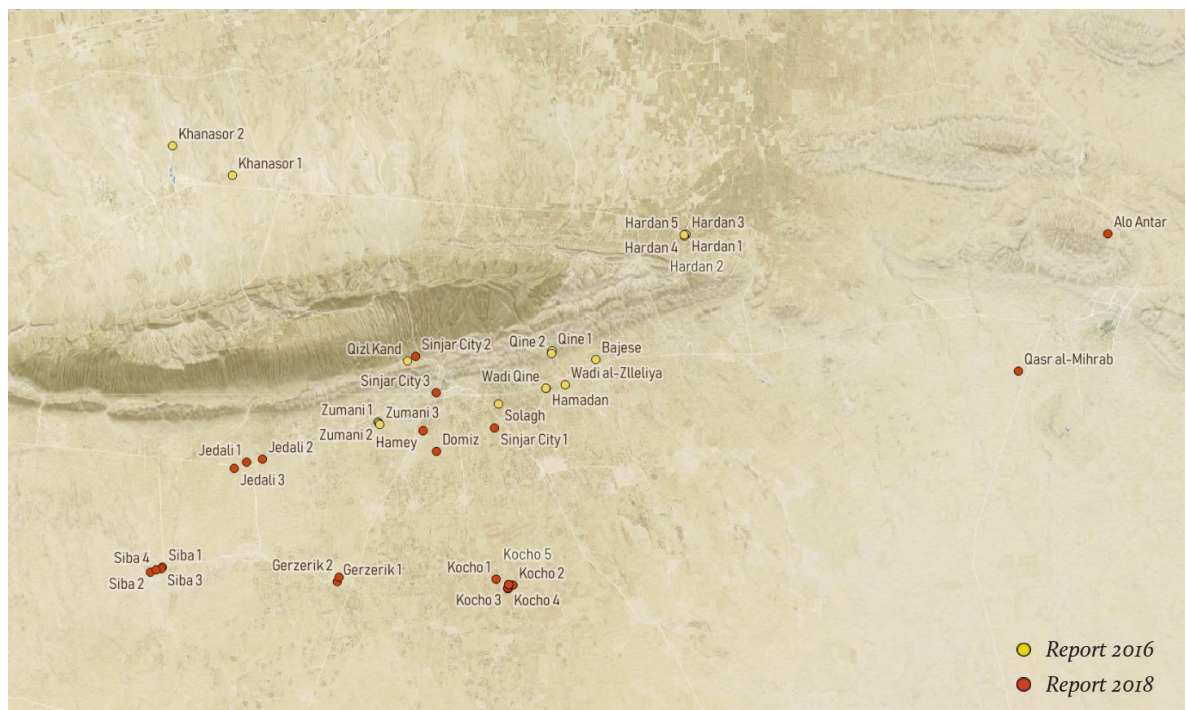 Khanasor 2
Khanasor 1
Hardan 5
Hardan 3
Alo Antar
Hardan 4
Hardan 1
Hardan 2
Qizl Kand
Sinjar City 2
Qine 2
Qine 1
Bajese
Qasr al-Mihrab
Sinjar City 3
Wadi Qine
Wadi al-Zlleliya
Hamadan
Zumani 1
Zumani 3
Solagh
Zumani 2
Hamey
Domiz
Sinjar City 1
Jedali 1
Jedali 2
Jedali 3
Siba 4
Siba 1
Siba 2
Siba 3
Gerzerik 2
Gerzerik 1
Kocho 5
Kocho 1
Kocho 2
Kocho 3
Kocho 4
Report 2016
Report 2018